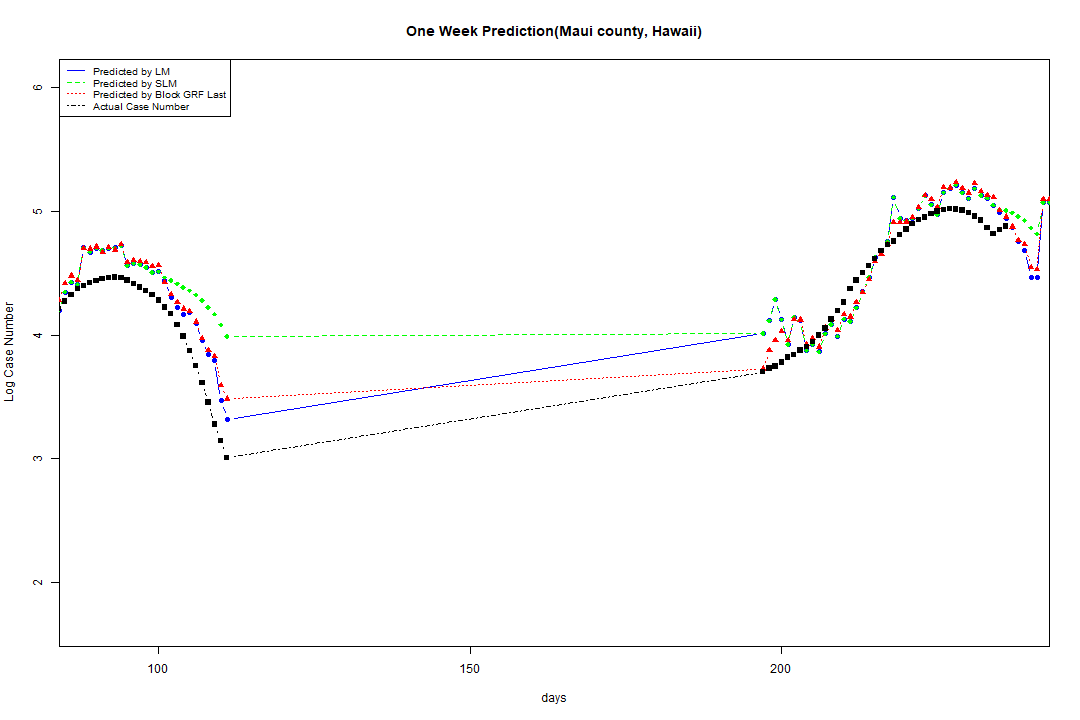 One Week Prediction(Maui county, Hawaii)
Predicted by LM
Predicted by SLM
Predicted by Block GRF Last
Actual Case Number
6
5
4
3
2
Log Case Number
100 150 200
days